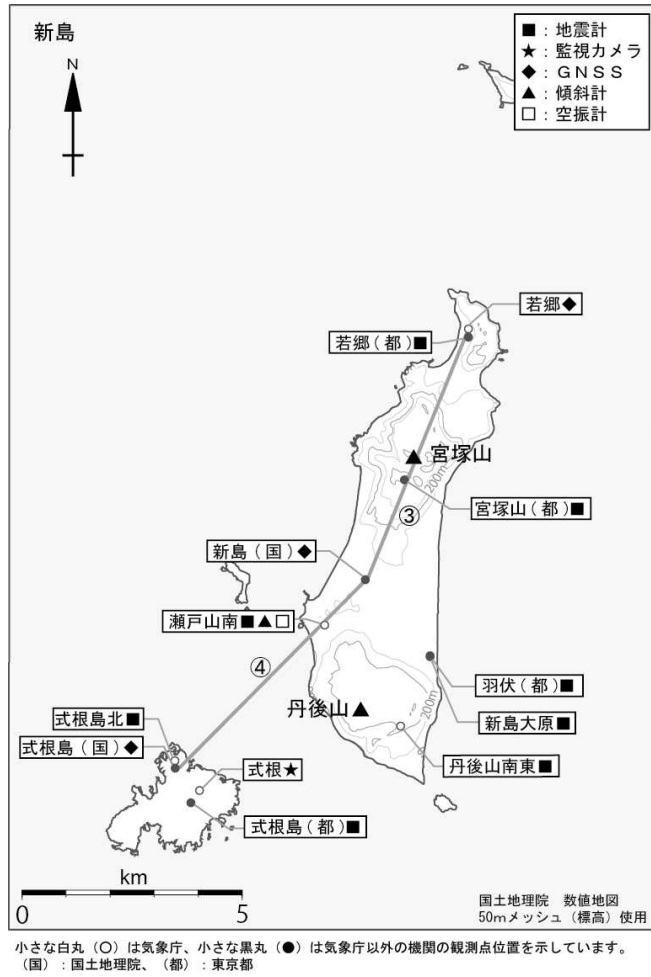 新島
N
■：地震計
★：監視カメラ
◆：ＧＮＳＳ
▲：傾斜計
□：空振計
若郷◆
若郷（都）■
宮塚山
200m
宮塚山（都）■
③
新島（国）◆
瀬戸山南■▲□
④
羽伏（都）■
丹後山
200m
新島大原■
式根島北■
式根島（国）◆
式根★
丹後山南東■
式根島（都）■
km
0 5
国土地理院 数値地図
50mメッシュ（標高）使用
小さな白丸（○）は気象庁、小さな黒丸（●）は気象庁以外の機関の観測点位置を示しています。
（国）：国土地理院、（都）：東京都